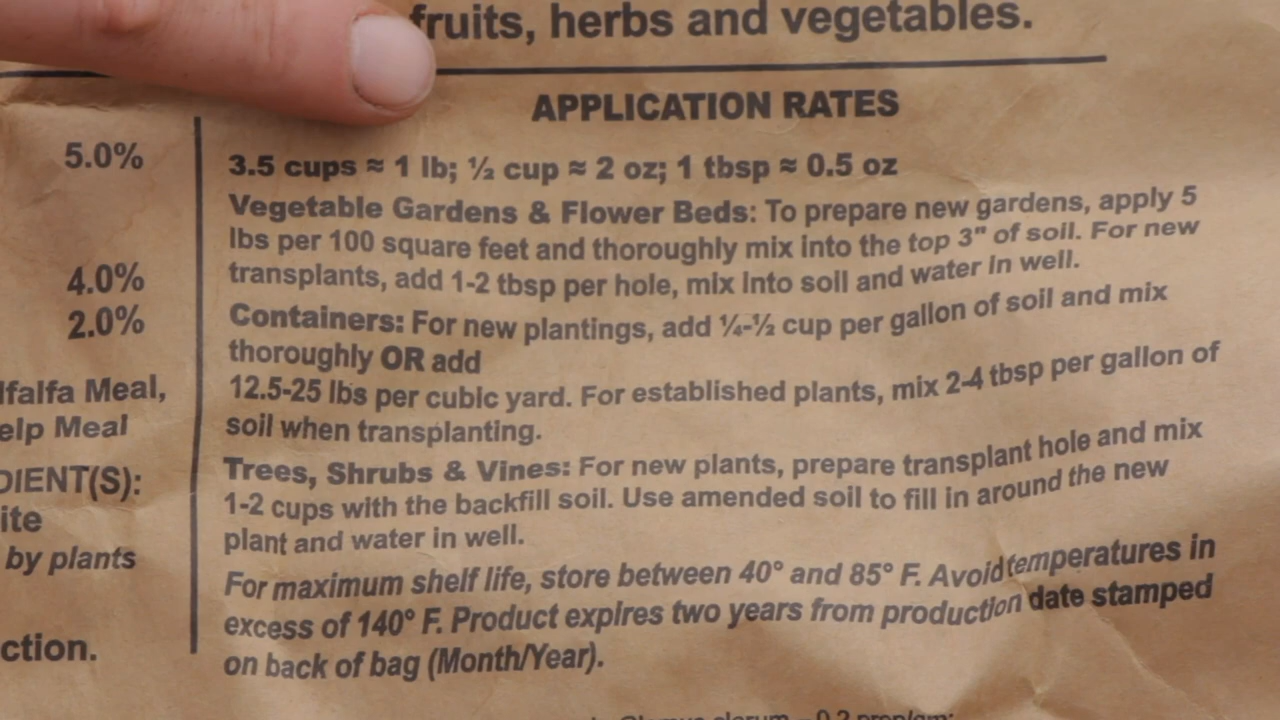 fruits, herbs and vegetables.
APPLICATION RATES
5.0%
4.0%
2.0%
lfalfa Meal,
elp Meal
DIENT(S):
ite
by plants
ction.
3.5 cups ≈ 1 lb; ½ cup ≈ 2 oz; 1 tbsp ≈ 0.5 oz
Vegetable Gardens & Flower Beds: To prepare new gardens, apply 5
lbs per 100 square feet and thoroughly mix into the top 3" of soil. For new
transplants, add 1-2 tbsp per hole, mix into soil and water in well.
Containers: For new plantings, add ¼-½ cup per gallon of soil and mix
thoroughly OR add
12.5-25 lbs per cubic yard. For established plants, mix 2-4 tbsp per gallon of
soil when transplanting.
Trees, Shrubs & Vines: For new plants, prepare transplant hole and mix
1-2 cups with the backfill soil. Use amended soil to fill in around the new
plant and water in well.
For maximum shelf life, store between 40° and 85° F. Avoid temperatures in
excess of 140° F. Product expires two years from production date stamped
on back of bag (Month/Year).